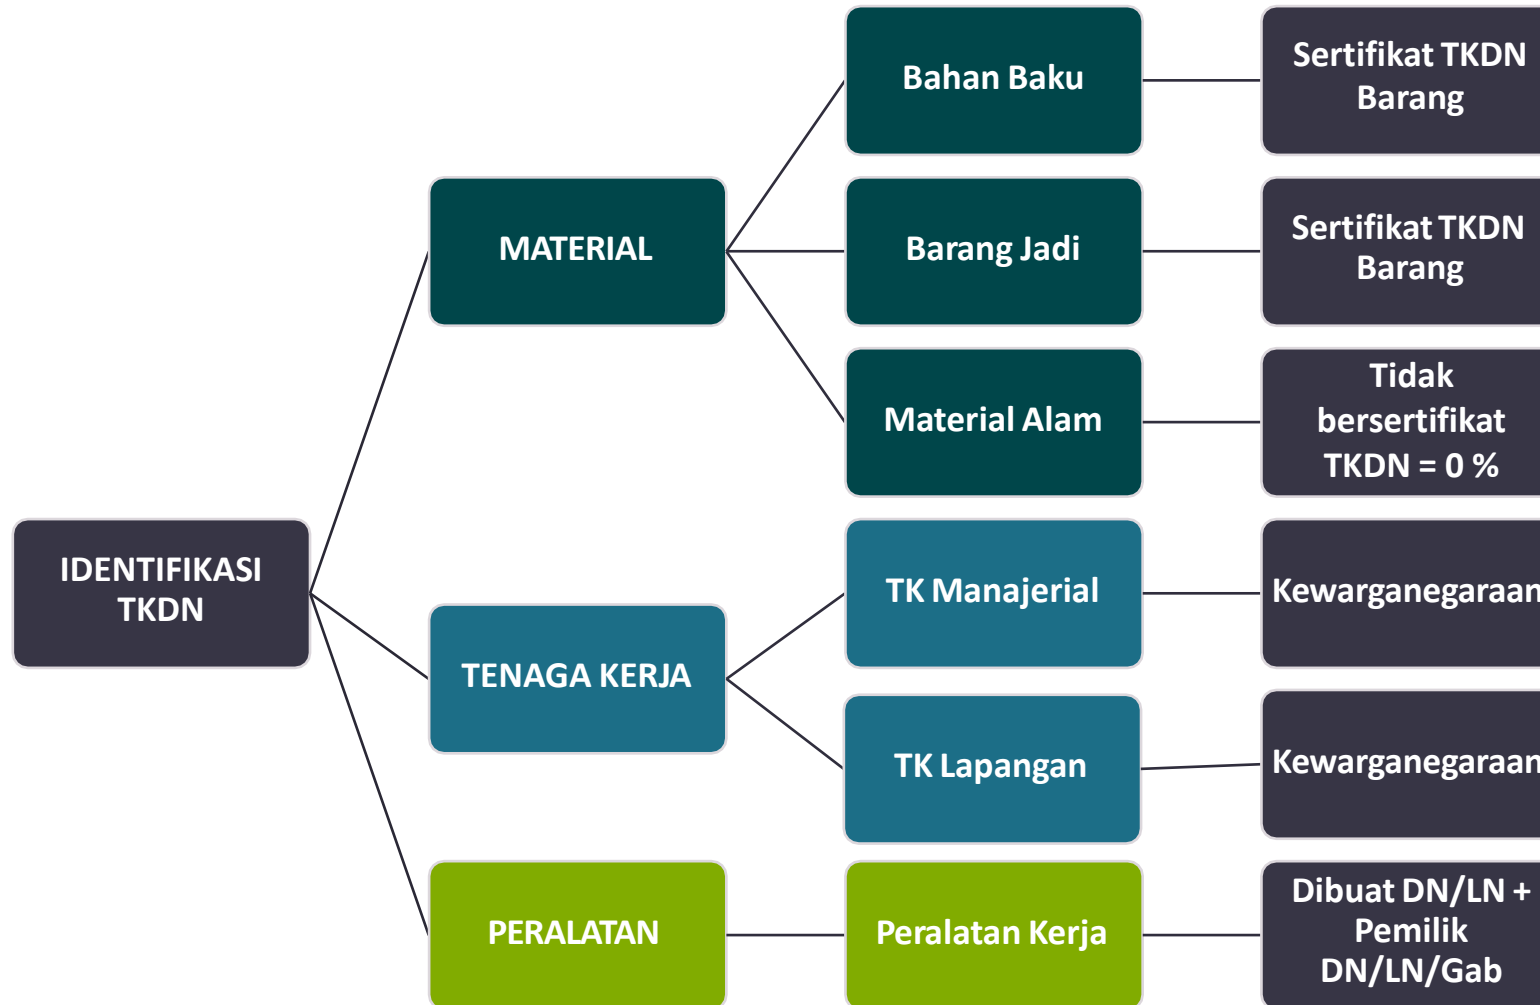 IDENTIFIKASI
TKDN
MATERIAL
Bahan Baku
Sertifikat TKDN
Barang
Barang Jadi
Sertifikat TKDN
Barang
Material Alam
Tidak
bersertifikat
TKDN = 0 %
TENAGA KERJA
TK Manajerial
Kewarganegaraan
TK Lapangan
Kewarganegaraan
PERALATAN
Peralatan Kerja
Dibuat DN/LN +
Pemilik
DN/LN/Gab